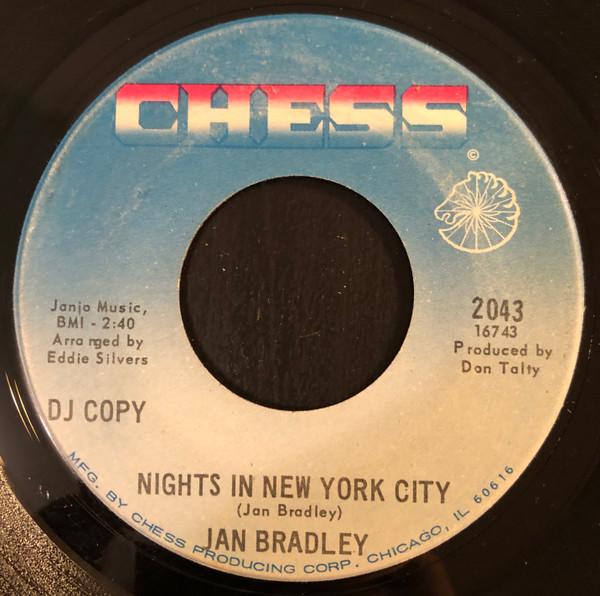 CHESS
©
Janjo Music,
BMI - 2:40
Arranged by
Eddie Silvers
2043
16743
Produced by
Don Talty
DJ COPY
NIGHTS IN NEW YORK CITY
(Jan Bradley)
JAN BRADLEY
MFG. BY CHESS PRODUCING CORP. CHICAGO, IL 60616